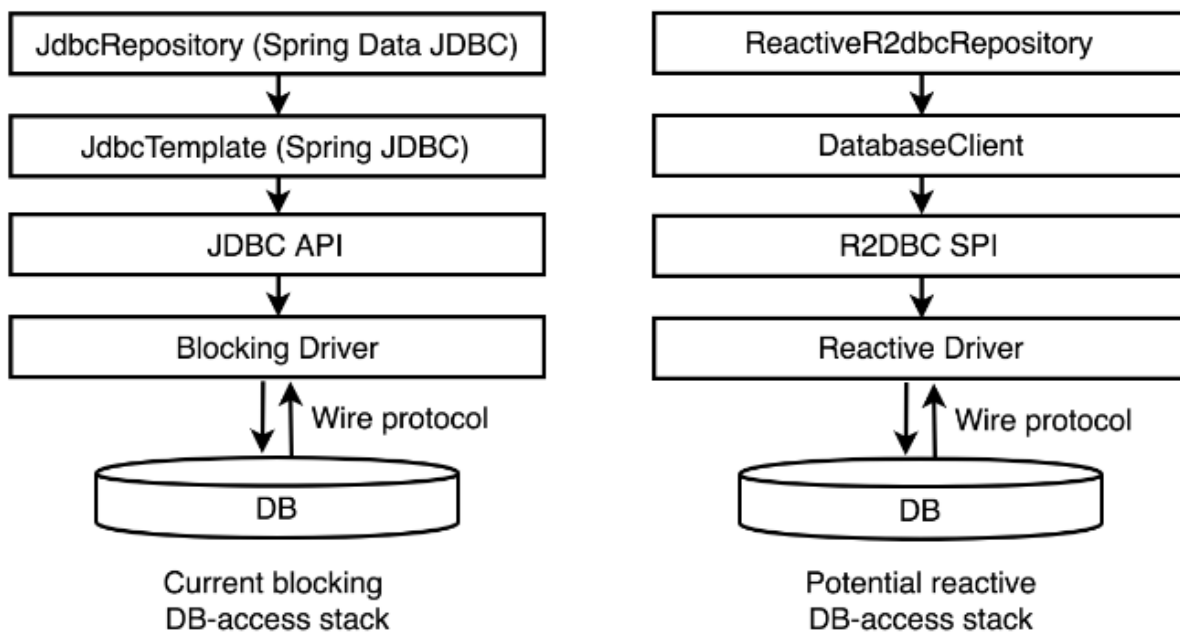 JdbcRepository (Spring Data JDBC)
JdbcTemplate (Spring JDBC)
JDBC API
Blocking Driver
Wire protocol
DB
Current blocking
DB-access stack
ReactiveR2dbcRepository
DatabaseClient
R2DBC SPI
Reactive Driver
Wire protocol
DB
Potential reactive
DB-access stack